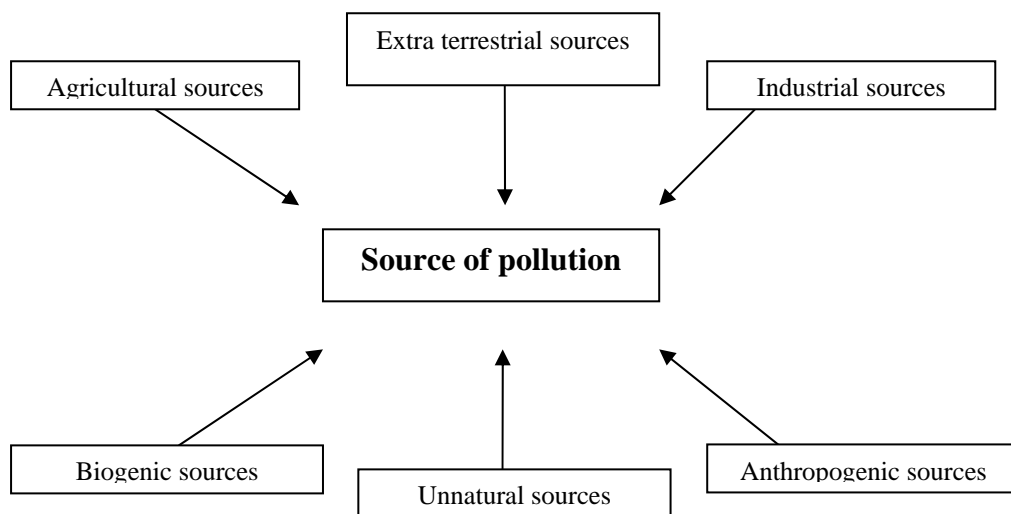 Extra terrestrial sources
Agricultural sources
Industrial sources
Source of pollution
Biogenic sources
Unnatural sources
Anthropogenic sources